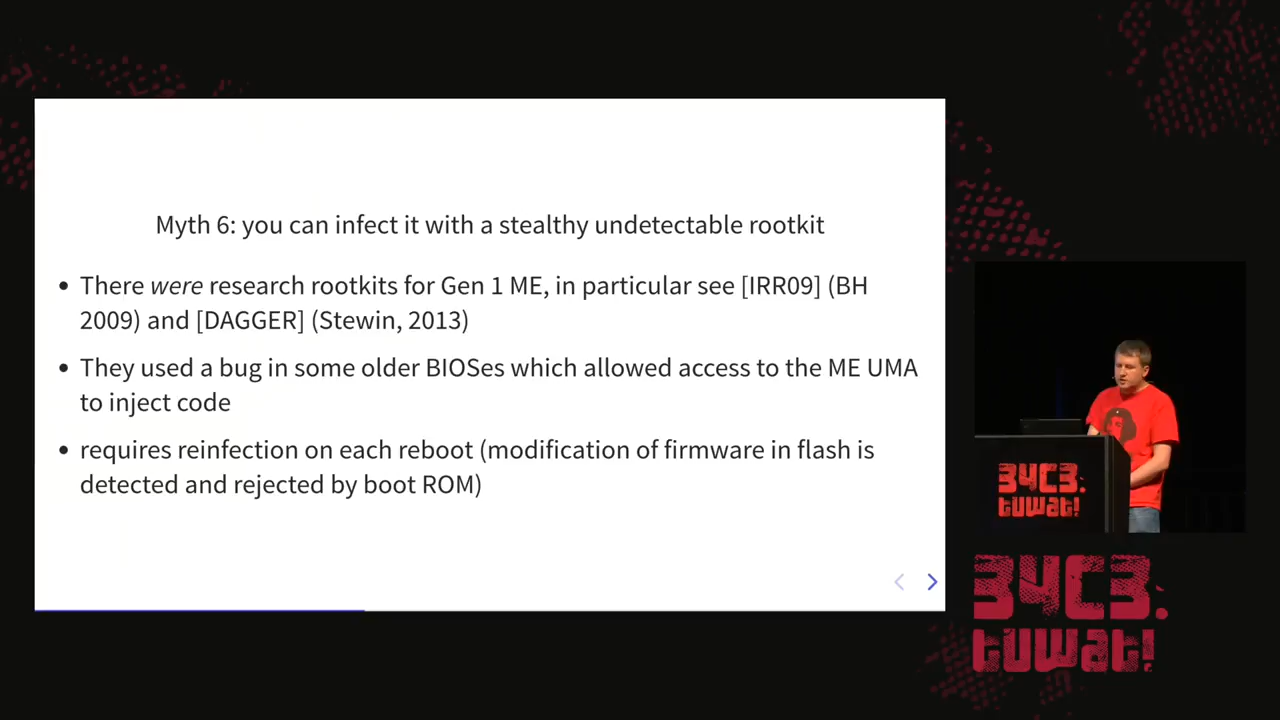 Myth 6: you can infect it with a stealthy undetectable rootkit
There were research rootkits for Gen 1 ME, in particular see [IRR09] (BH
2009) and [DAGGER] (Stewin, 2013)
They used a bug in some older BIOSes which allowed access to the ME UMA
to inject code
requires reinfection on each reboot (modification of firmware in flash is
detected and rejected by boot ROM)
34C3.
tuwat!
34C3.
tuwat!